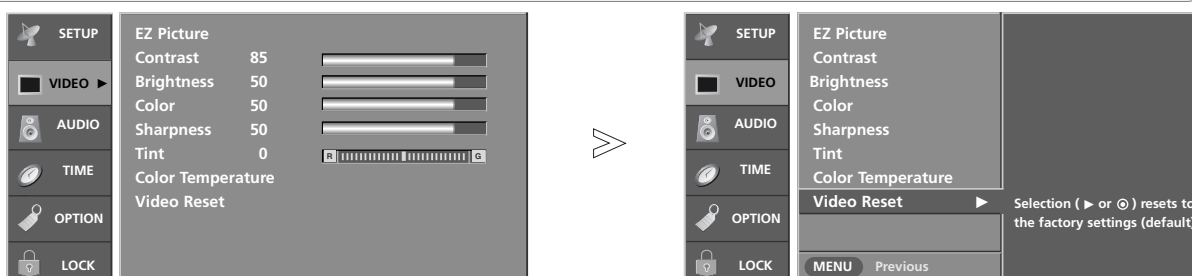 SETUP
VIDEO ►
AUDIO
TIME
OPTION
LOCK
EZ Picture
Contrast 85
Brightness 50
Color 50
Sharpness 50
Tint 0 R G
Color Temperature
Video Reset
>
SETUP
VIDEO
AUDIO
TIME
OPTION
LOCK
EZ Picture
Contrast
Brightness
Color
Sharpness
Tint
Color Temperature
Video Reset ►
MENU Previous
Selection ( ► or ⊙ ) resets to
the factory settings (default)